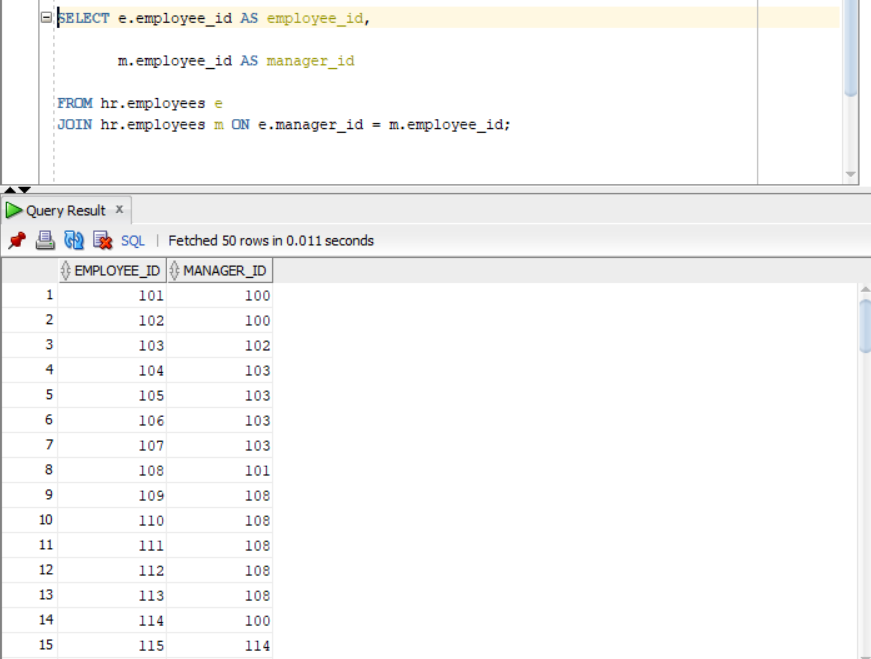 SELECT e.employee_id AS employee_id,
m.employee_id AS manager_id
FROM hr.employees e
JOIN hr.employees m ON e.manager_id = m.employee_id;
Query Result x
SQL | Fetched 50 rows in 0.011 seconds
EMPLOYEE_ID MANAGER_ID
1 101 100
2 102 100
3 103 102
4 104 103
5 105 103
6 106 103
7 107 103
8 108 101
9 109 108
10 110 108
11 111 108
12 112 108
13 113 108
14 114 100
15 115 114